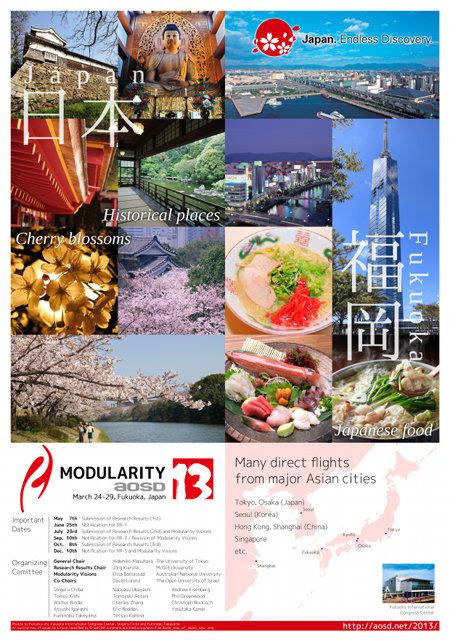 Japan. Endless Discovery.
Japan
日本
Historical places
Cherry blossoms
福岡
Fukuoka
Japanese food
MODULARITY
aosd 13
March 24-29, Fukuoka, Japan
Important Dates
May 7th Submission of Research Results (1st)
June 25th Notification for RR-1
July 23rd Submission of Research Results (2nd) and Modularity Visions
Sep. 10th Notification for RR-2 / Revision of Modularity Visions
Oct. 8th Submission of Research Results (3rd)
Dec. 10th Notification for RR-3 and Modularity Visions
Organizing Comittee
General Chair Hidehiko Masuhara The University of Tokyo
Research Results Chair Jörg Kienzle McGill University
Modularity Visions Elisa Baniassad Australian National University
Co-Chairs David Lorenz The Open University of Israel
Shigeru Chiba Naoyasu Ubayashi Andrew Eisenberg
Tomoji Kishi Tomoyuki Aotani Phil Greenwood
Walter Binder Charles Zhang Christoph Bockisch
Atsushi Igarashi Eric Bodden Yasutaka Kamei
Fuminobu Takeyama Tetsuo Kamina
Many direct flights
from major Asian cities
Tokyo, Osaka (Japan)
Seoul (Korea)
Hong Kong, Shanghai (China)
Singapore
etc.
Seoul
Tokyo
Kyoto
Osaka
Fukuoka
Shanghai
Fukuoka International
Congress Center
http://aosd.net/2013/